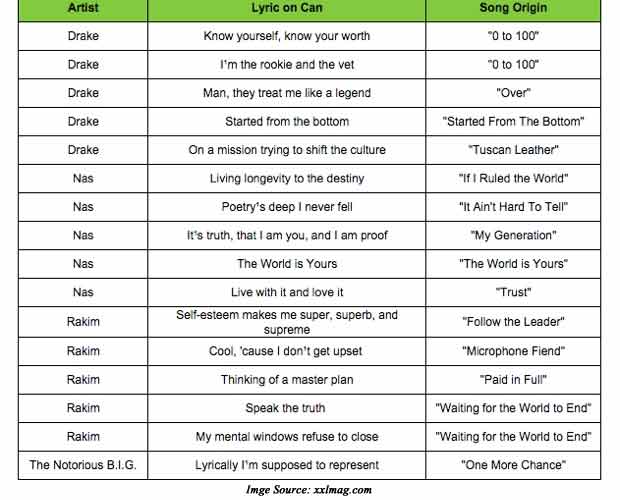 Artist Lyric on Can Song Origin
Drake Know yourself, know your worth "0 to 100"
Drake I'm the rookie and the vet "0 to 100"
Drake Man, they treat me like a legend "Over"
Drake Started from the bottom "Started From The Bottom"
Drake On a mission trying to shift the culture "Tuscan Leather"
Nas Living longevity to the destiny "If I Ruled the World"
Nas Poetry's deep I never fell "It Ain't Hard To Tell"
Nas It's truth, that I am you, and I am proof "My Generation"
Nas The World is Yours "The World is Yours"
Nas Live with it and love it "Trust"
Rakim Self-esteem makes me super, superb, and
supreme "Follow the Leader"
Rakim Cool, 'cause I don't get upset "Microphone Fiend"
Rakim Thinking of a master plan "Paid in Full"
Rakim Speak the truth "Waiting for the World to End"
Rakim My mental windows refuse to close "Waiting for the World to End"
The Notorious B.I.G. Lyrically I'm supposed to represent "One More Chance"
Imge Source: xxlmag.com